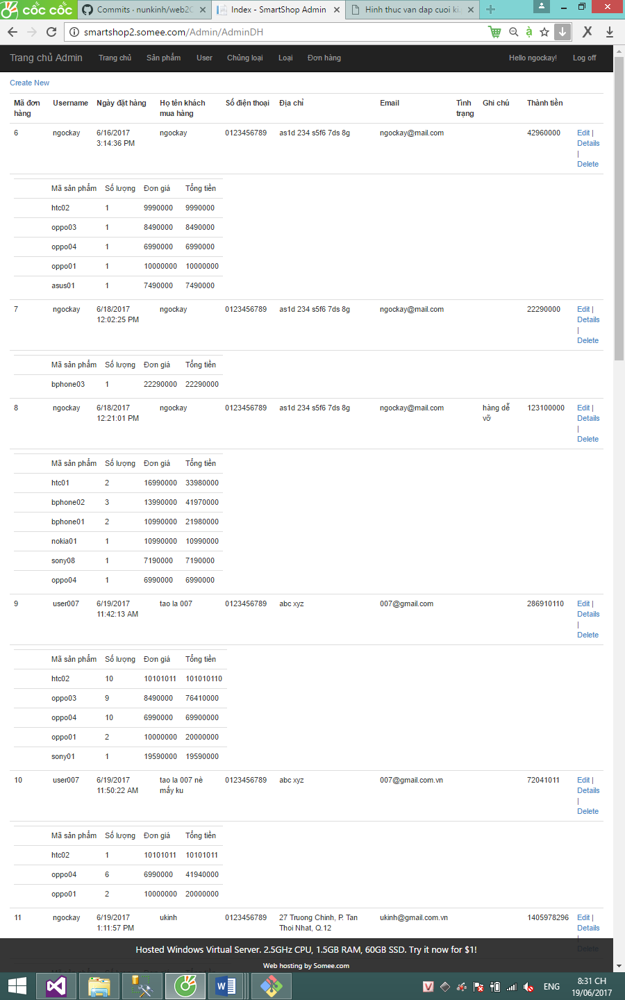 cốc cốc
Commits · nunkinh/web2C
Index - SmartShop Admin
Hinh thuc van dap cuoi ki.
smartshop2.somee.com/Admin/AdminDH
Trang chủ Admin Trang chủ Sản phẩm User Chủng loại Loại Đơn hàng Hello ngockay! Log off
Create New
Mã đơn hàng Username Ngày đặt hàng Họ tên khách mua hàng Số điện thoại Địa chỉ Email Tình trạng Ghi chú Thành tiền
6 ngockay 6/16/2017 3:14:36 PM ngockay 0123456789 as1d 234 s5f6 7ds 8g ngockay@mail.com 42960000 Edit | Details | Delete
Mã sản phẩm Số lượng Đơn giá Tổng tiền
htc02 1 9990000 9990000
oppo03 1 8490000 8490000
oppo04 1 6990000 6990000
oppo01 1 10000000 10000000
asus01 1 7490000 7490000
7 ngockay 6/18/2017 12:02:25 PM ngockay 0123456789 as1d 234 s5f6 7ds 8g ngockay@mail.com 22290000 Edit | Details | Delete
Mã sản phẩm Số lượng Đơn giá Tổng tiền
bphone03 1 22290000 22290000
8 ngockay 6/18/2017 12:21:01 PM ngockay 0123456789 as1d 234 s5f6 7ds 8g ngockay@mail.com hàng dễ vỡ 123100000 Edit | Details | Delete
Mã sản phẩm Số lượng Đơn giá Tổng tiền
htc01 2 16990000 33980000
bphone02 3 13990000 41970000
bphone01 2 10990000 21980000
nokia01 1 10990000 10990000
sony08 1 7190000 7190000
oppo04 1 6990000 6990000
9 user007 6/19/2017 11:42:13 AM tao la 007 0123456789 abc xyz 007@gmail.com 286910110 Edit | Details | Delete
Mã sản phẩm Số lượng Đơn giá Tổng tiền
htc02 10 10101011 101010110
oppo03 9 8490000 76410000
oppo04 10 6990000 69900000
oppo01 2 10000000 20000000
sony01 1 19590000 19590000
10 user007 6/19/2017 11:50:22 AM tao la 007 nè mấy ku 0123456789 abc xyz 007@gmail.com.vn 72041011 Edit | Details | Delete
Mã sản phẩm Số lượng Đơn giá Tổng tiền
htc02 1 10101011 10101011
oppo04 6 6990000 41940000
oppo01 2 10000000 20000000
11 ngockay 6/19/2017 1:11:57 PM ukinh 0123456789 27 Truong Chinh, P. Tan Thoi Nhat, Q.12 ukinh@gmail.com.vn 1405978296 Edit | Details | Delete
Hosted Windows Virtual Server. 2.5GHz CPU, 1.5GB RAM, 60GB SSD. Try it now for $1!
Web hosting by Somee.com
ENG
8:31 CH
19/06/2017